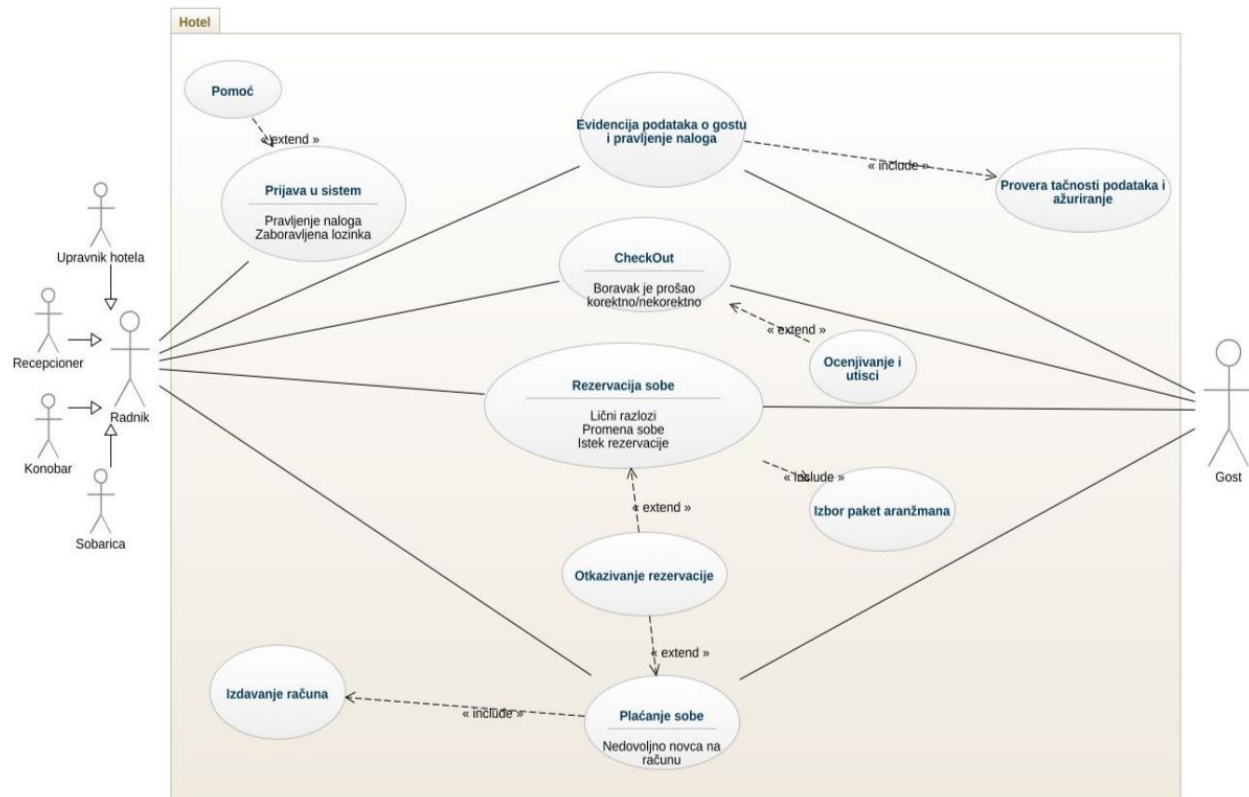 Hotel
Pomoć
« extend »
Prijava u sistem
Pravljenje naloga
Zaboravljena lozinka
Evidencija podataka o gostu
i pravljenje naloga
« include »
Provera tačnosti podataka i
ažuriranje
Upravnik hotela
Recepcioner
Radnik
Konobar
Sobarica
CheckOut
Boravak je prošao
korektno/nekorektno
« extend »
Ocenjivanje i
utisci
Rezervacija sobe
Lični razlozi
Promena sobe
Istek rezervacije
« include »
Izbor paket aranžmana
Gost
« extend »
Otkazivanje rezervacije
« extend »
Izdavanje računa
« include »
Plaćanje sobe
Nedovoljno novca na
računu